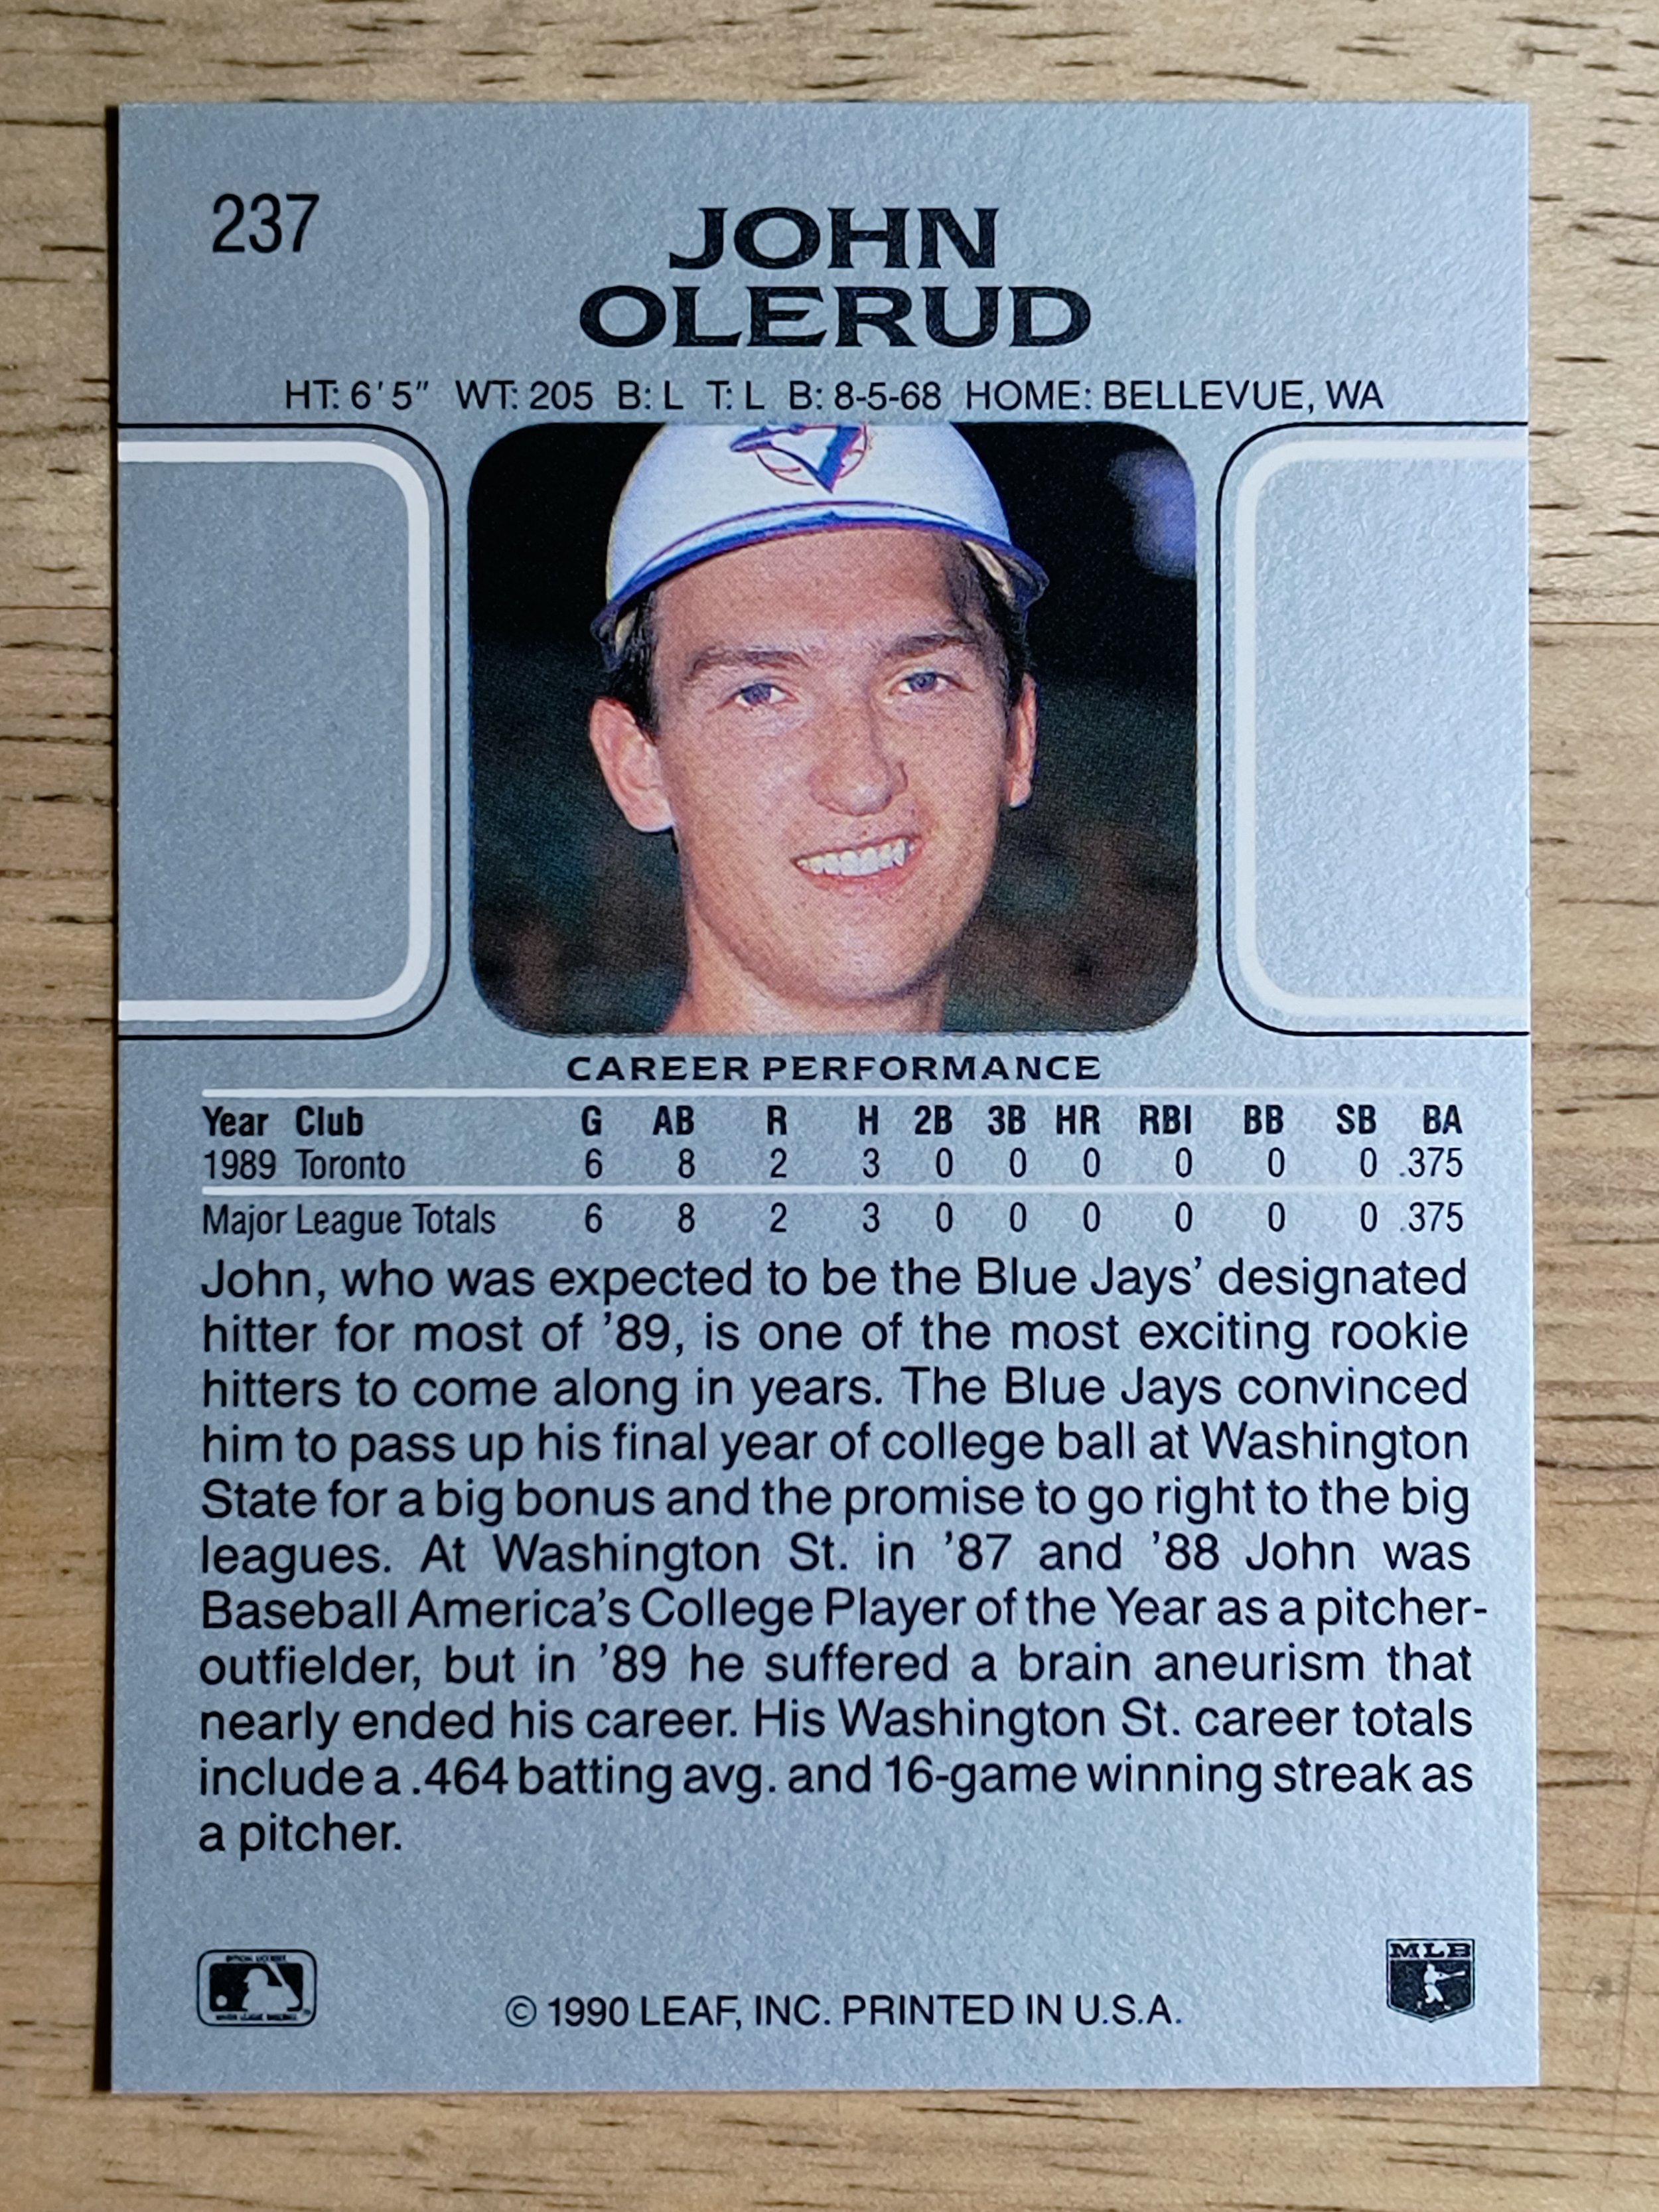 237
JOHN
OLERUD
HT: 6'5" WT: 205 B: L T: L B: 8-5-68 HOME: BELLEVUE, WA
CAREER PERFORMANCE
Year Club G AB R H 2B 3B HR RBI BB SB BA
1989 Toronto 6 8 2 3 0 0 0 0 0 0 .375
Major League Totals 6 8 2 3 0 0 0 0 0 0 .375
John, who was expected to be the Blue Jays' designated
hitter for most of '89, is one of the most exciting rookie
hitters to come along in years. The Blue Jays convinced
him to pass up his final year of college ball at Washington
State for a big bonus and the promise to go right to the big
leagues. At Washington St. in '87 and '88 John was
Baseball America's College Player of the Year as a pitcher-
outfielder, but in '89 he suffered a brain aneurism that
nearly ended his career. His Washington St. career totals
include a .464 batting avg. and 16-game winning streak as
a pitcher.
MLB
© 1990 LEAF, INC. PRINTED IN U.S.A.